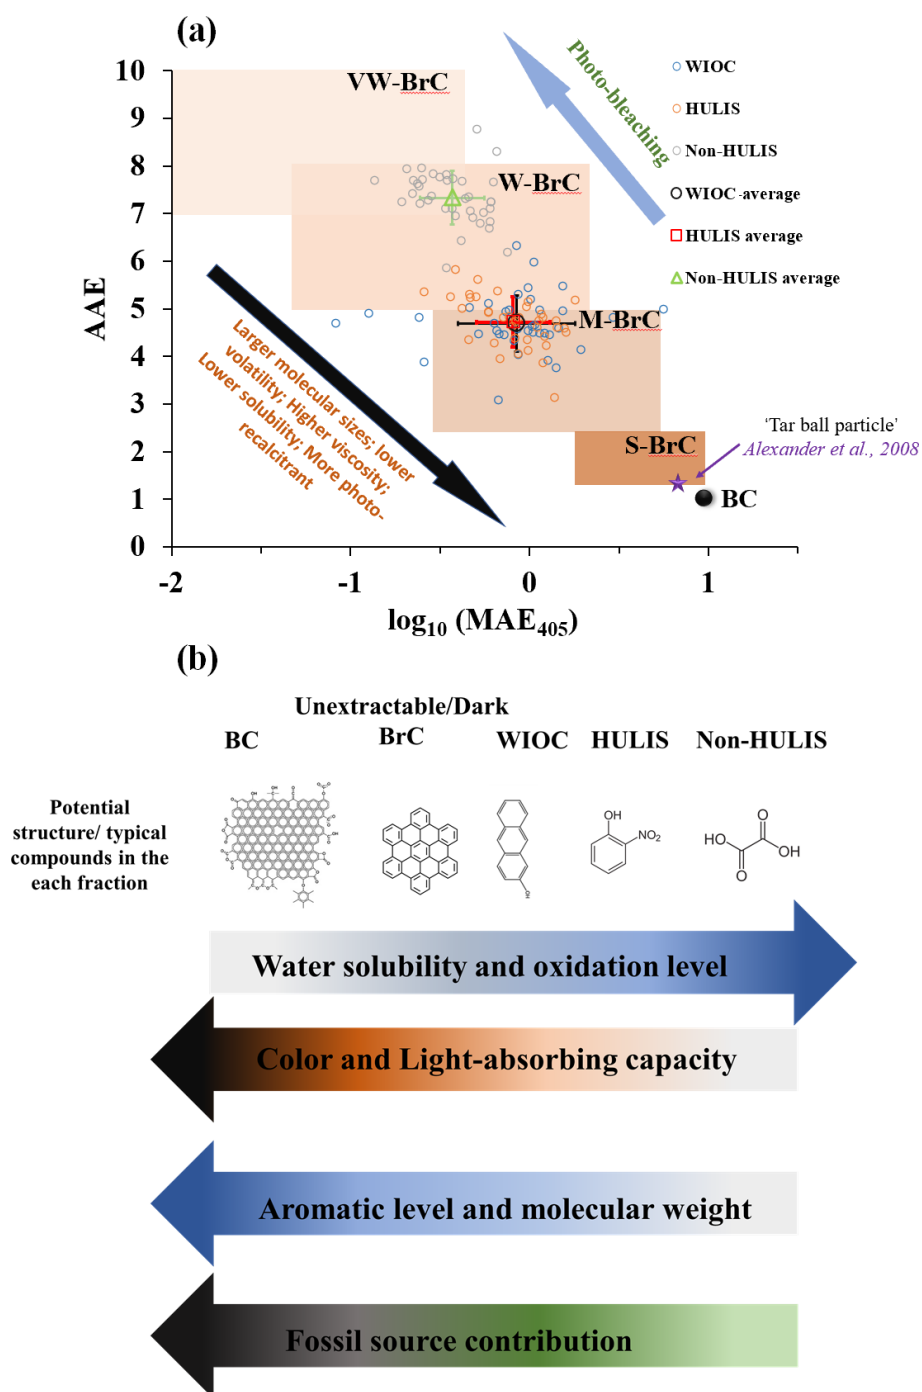 (a)
Photo-bleaching
WIOC
HULIS
Non-HULIS
WIOC-average
HULIS average
Non-HULIS average
10
9
8
7
6
5
4
3
2
1
0
AAE
VW-BrC
W-BrC
M-BrC
S-BrC
Larger molecular sizes; lower
volatility; Higher viscosity;
Lower solubility; More photo-
recalcitrant
'Tar ball particle'
Alexander et al., 2008
BC
-2
-1
0
1
log10 (MAE405)
(b)
Unextractable/Dark
BC
BrC
WIOC
HULIS
Non-HULIS
Potential
structure/ typical
compounds in the
each fraction
OH
NO2
O
HO
OH
O
OH
Water solubility and oxidation level
Color and Light-absorbing capacity
Aromatic level and molecular weight
Fossil source contribution